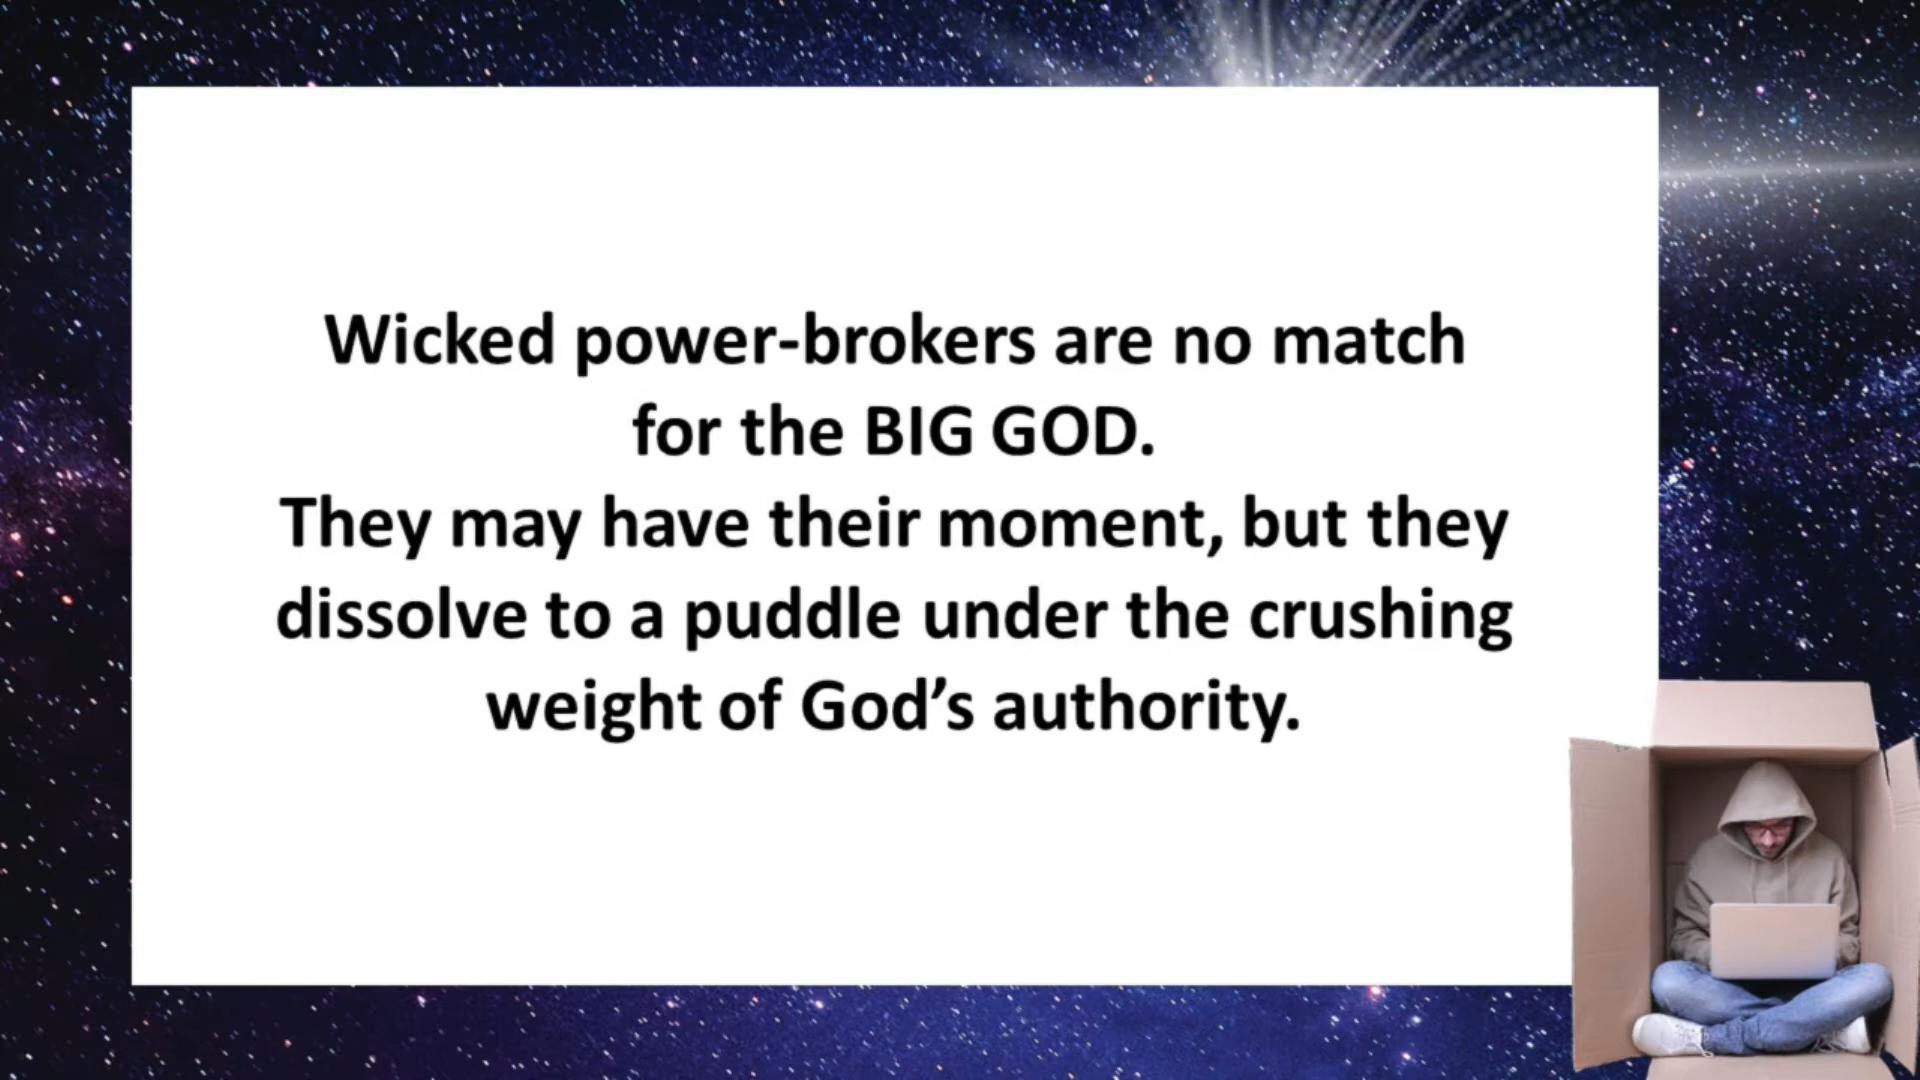 Wicked power-brokers are no match
for the BIG GOD.
They may have their moment, but they
dissolve to a puddle under the crushing
weight of God’s authority.